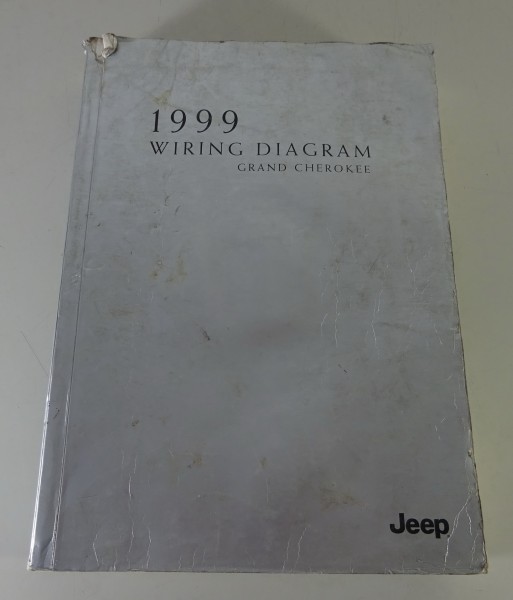 1999
WIRING DIAGRAM
GRAND CHEROKEE
Jeep